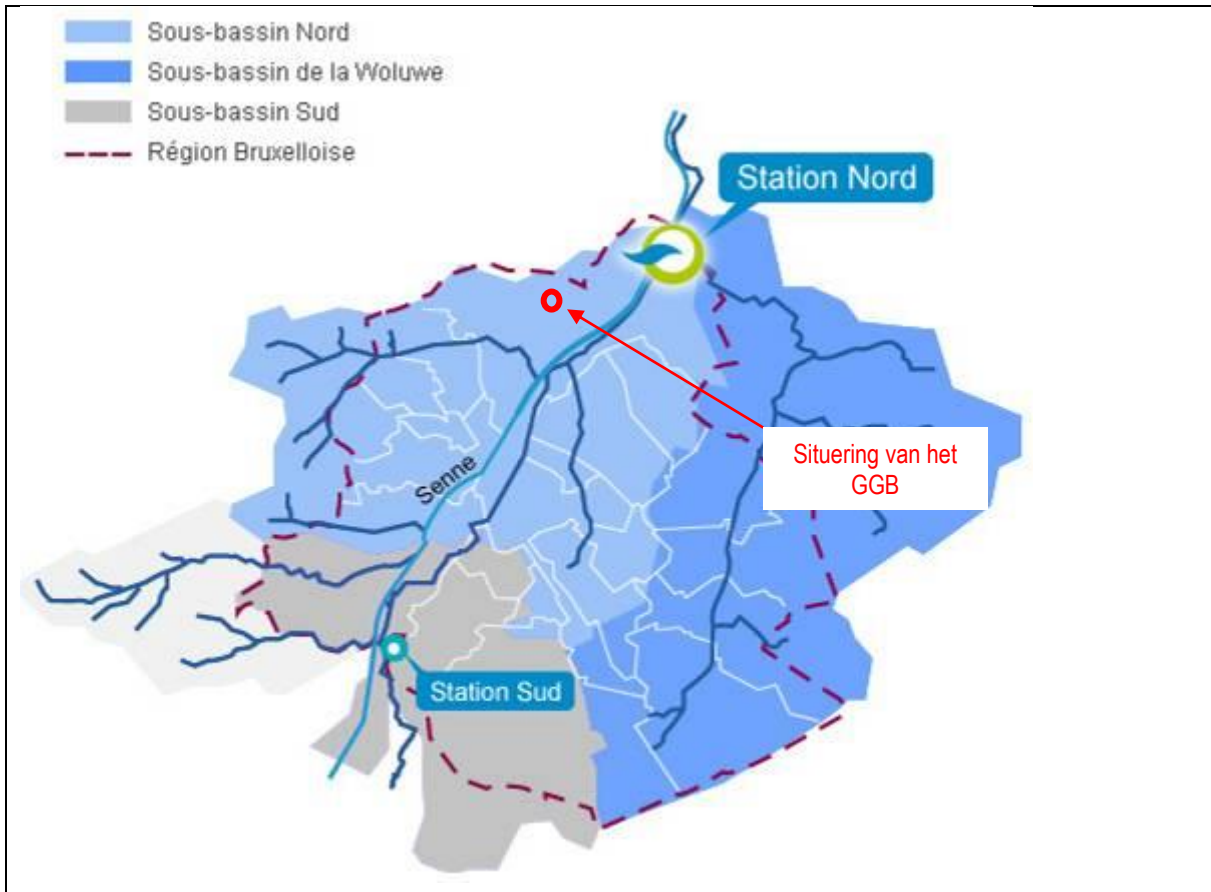 Sous-bassin Nord
Sous-bassin de la Woluwe
Sous-bassin Sud
Région Bruxelloise
Station Nord
Situering van het
GGB
Senne
Station Sud